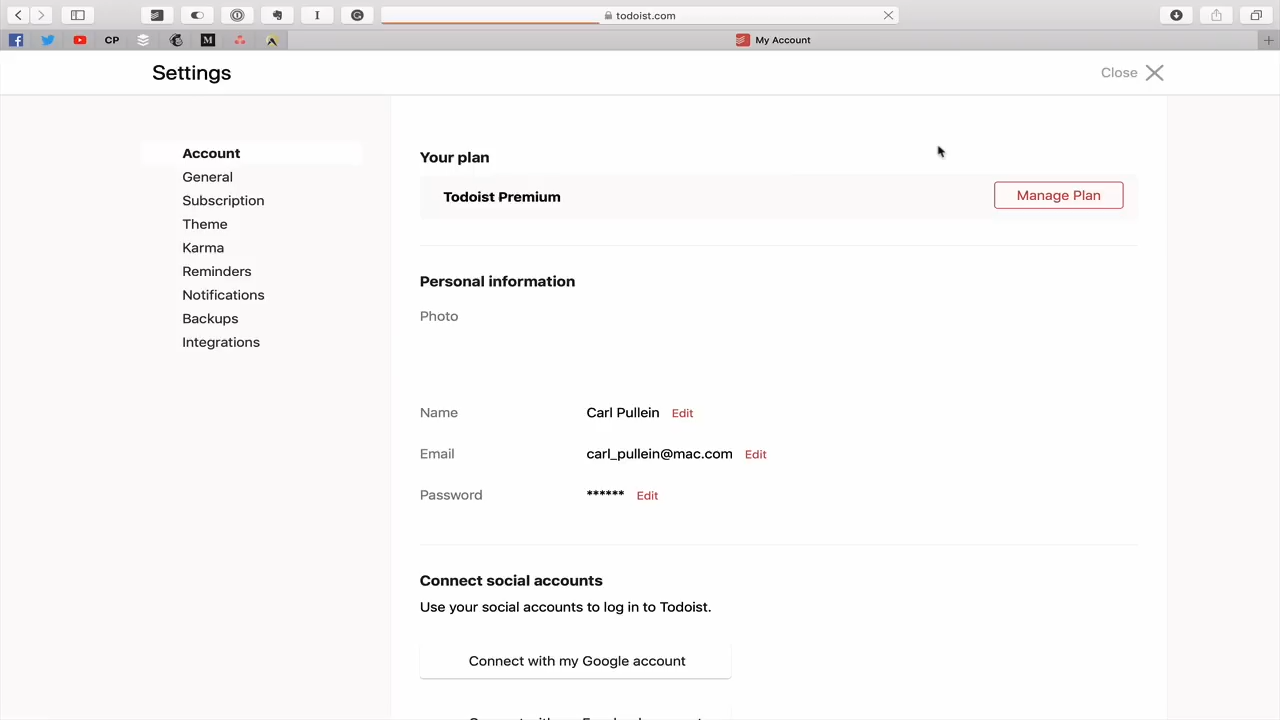 todoist.com
CP
M
My Account
Settings
Close
Account
General
Subscription
Theme
Karma
Reminders
Notifications
Backups
Integrations
Your plan
Todoist Premium
Manage Plan
Personal information
Photo
Name Carl Pullein Edit
Email carl_pullein@mac.com Edit
Password ****** Edit
Connect social accounts
Use your social accounts to log in to Todoist.
Connect with my Google account